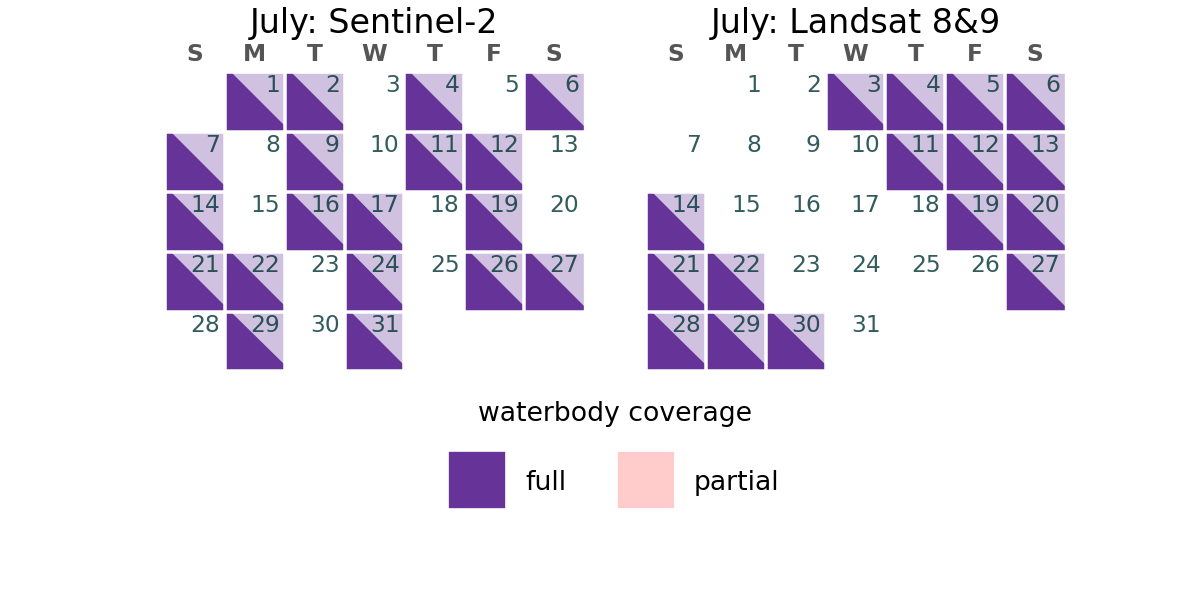 July: Sentinel-2
S M T W T F S
1 2 3 4 5 6
7 8 9 10 11 12 13
14 15 16 17 18 19 20
21 22 23 24 25 26 27
28 29 30 31
July: Landsat 8&9
S M T W T F S
1 2 3 4 5 6
7 8 9 10 11 12 13
14 15 16 17 18 19 20
21 22 23 24 25 26 27
28 29 30 31
waterbody coverage
full partial